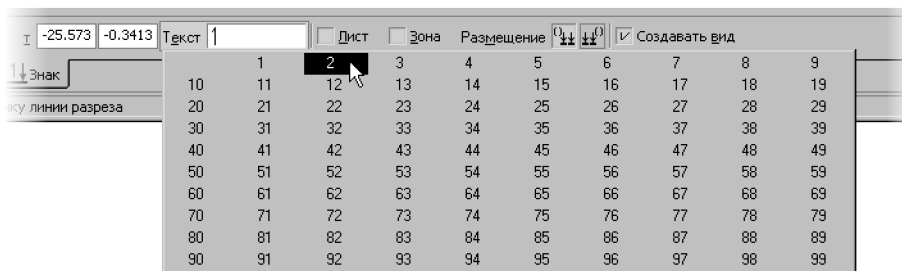 т -25.573 -0.3413 Текст 1 Лист Зона Размещение Создавать вид
1 2 3 4 5 6 7 8 9
Знак
10 11 12 13 14 15 16 17 18 19
линии разреза
20 21 22 23 24 25 26 27 28 29
30 31 32 33 34 35 36 37 38 39
40 41 42 43 44 45 46 47 48 49
50 51 52 53 54 55 56 57 58 59
60 61 62 63 64 65 66 67 68 69
70 71 72 73 74 75 76 77 78 79
80 81 82 83 84 85 86 87 88 89
90 91 92 93 94 95 96 97 98 99